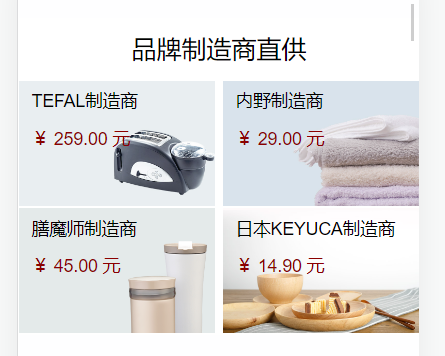 品牌制造商直供
TEFAL制造商
¥ 259.00 元
内野制造商
¥ 29.00 元
膳魔师制造商
¥ 45.00 元
日本KEYUCA制造商
¥ 14.90 元